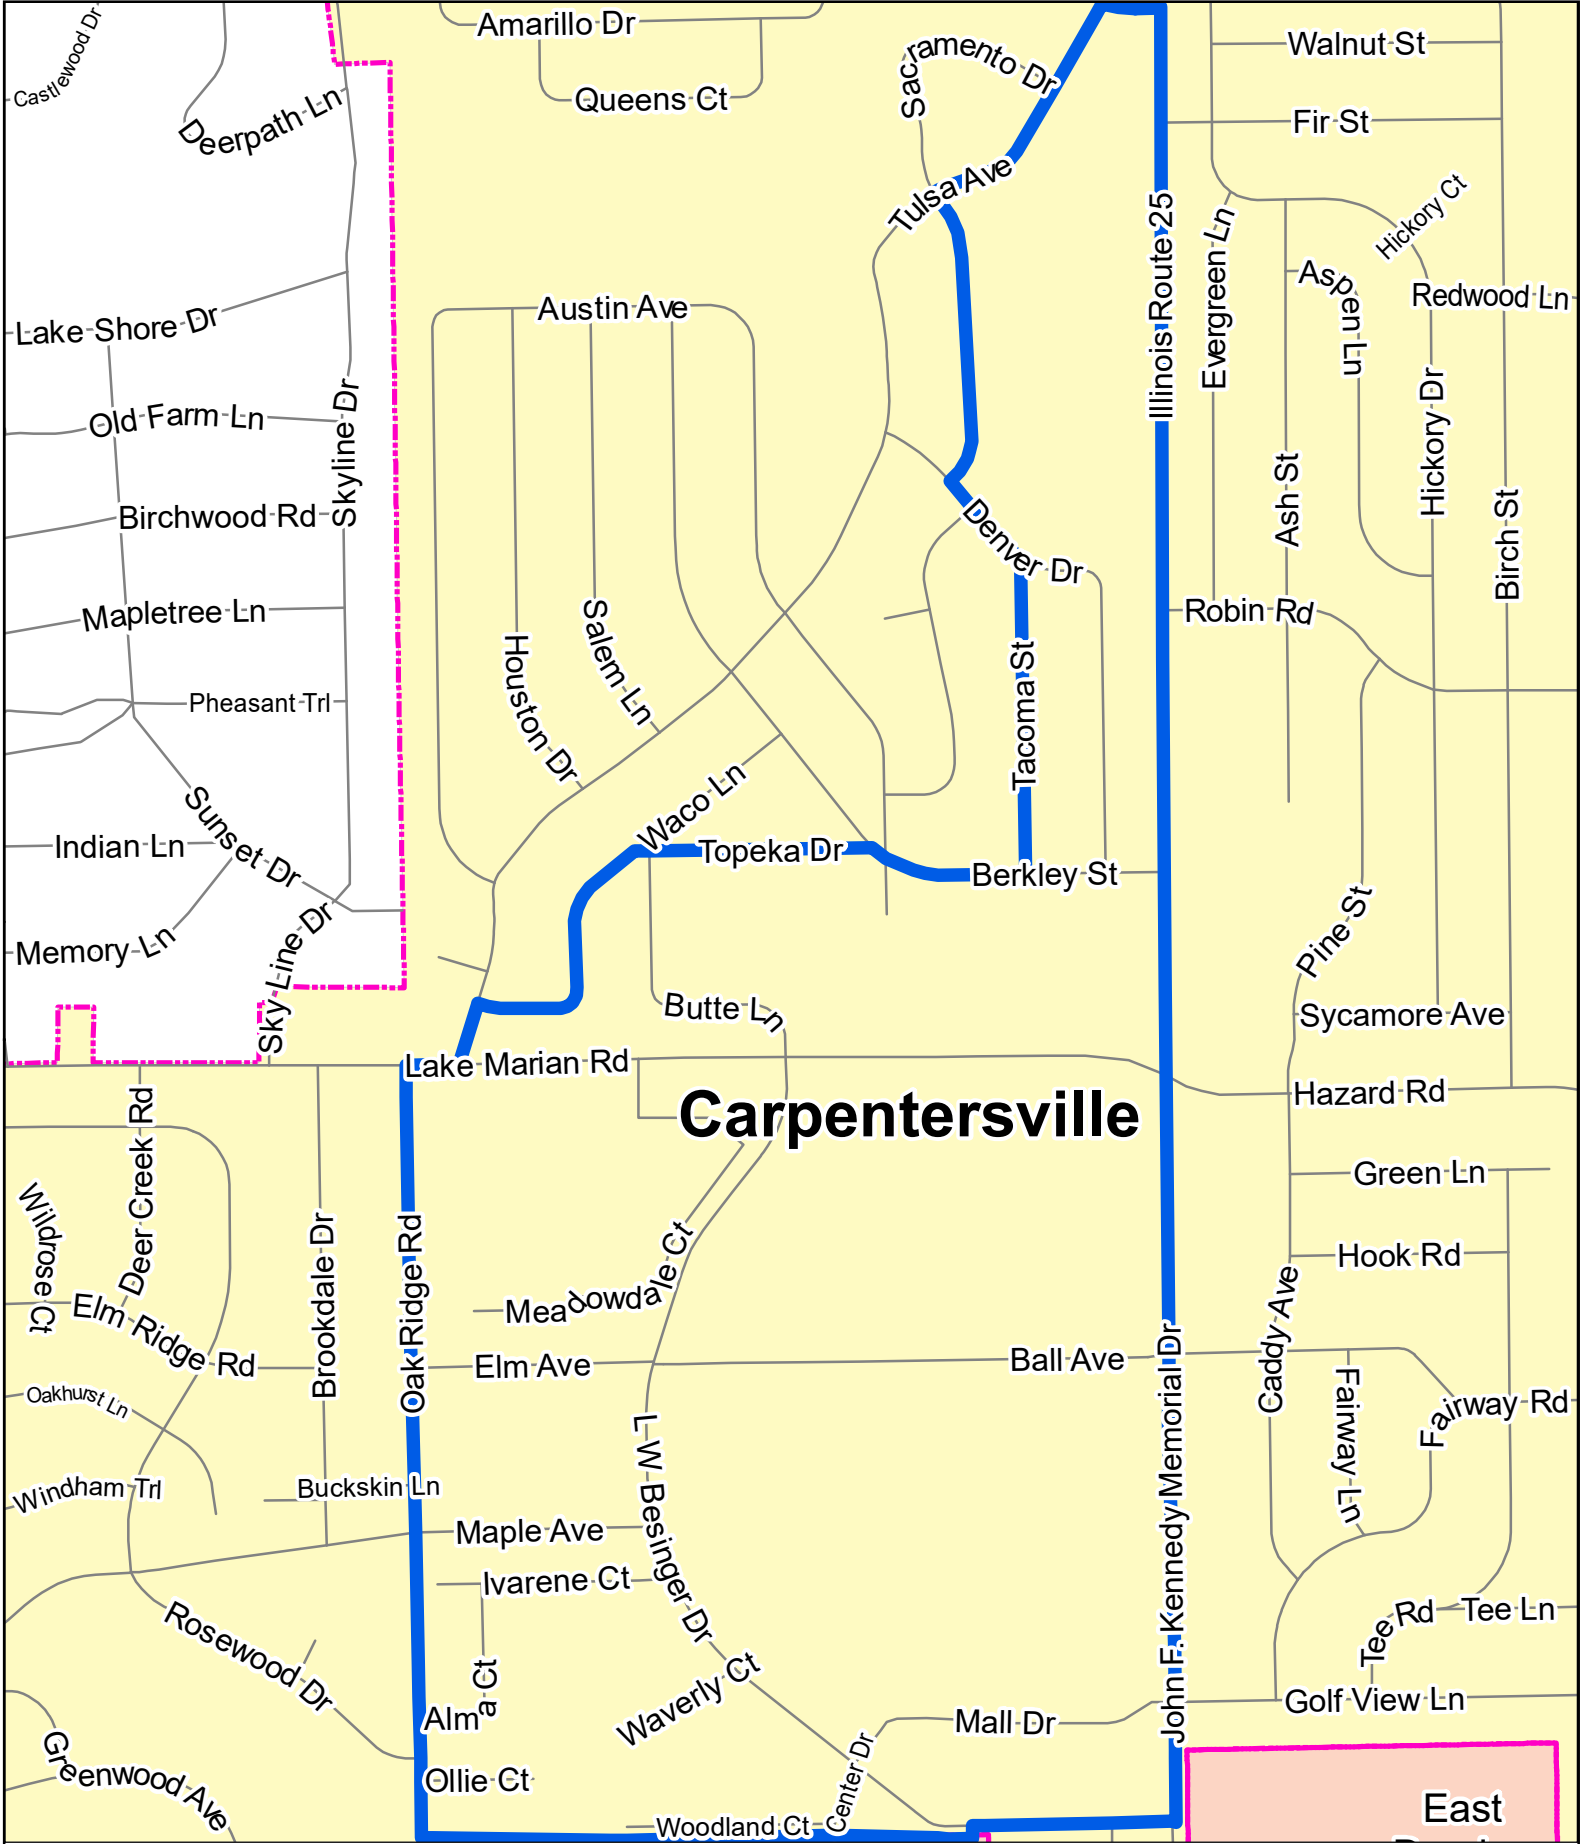 Castlewood Dr
Amarillo Dr
Sacramento Dr
Walnut St
Queens Ct
Deerpath Ln
Fir St
Tulsa Ave
Hickory Ct
Illinois Route 25
Evergreen Ln
Aspen Ln
Redwood Ln
Lake Shore Dr
Austin Ave
Old Farm Ln
Skyline Dr
Hickory Dr
Ash St
Birch St
Birchwood Rd
Denver Dr
Mapletree Ln
Robin Rd
Salem Ln
Houston Dr
Tacoma St
Pheasant Trl
Waco Ln
Sunset Dr
Indian Ln
Topeka Dr
Berkley St
Pine St
Sky Line Dr
Memory Ln
Butte Ln
Sycamore Ave
Lake Marian Rd
Hazard Rd
Carpentersville
Deer Creek Rd
Green Ln
Wildrose Ct
Brookdale Dr
Oak Ridge Rd
Meadowdale Ct
Hook Rd
Caddy Ave
Elm Ridge Rd
Elm Ave
Ball Ave
John F. Kennedy Memorial Dr
Fairway Ln
Fairway Rd
Oakhurst Ln
L W Besinger Dr
Windham Trl
Buckskin Ln
Maple Ave
Ivarene Ct
Rosewood Dr
Tee Rd
Tee Ln
Alma Ct
Waverly Ct
Golf View Ln
Mall Dr
Center Dr
Greenwood Ave
Ollie Ct
Woodland Ct
East